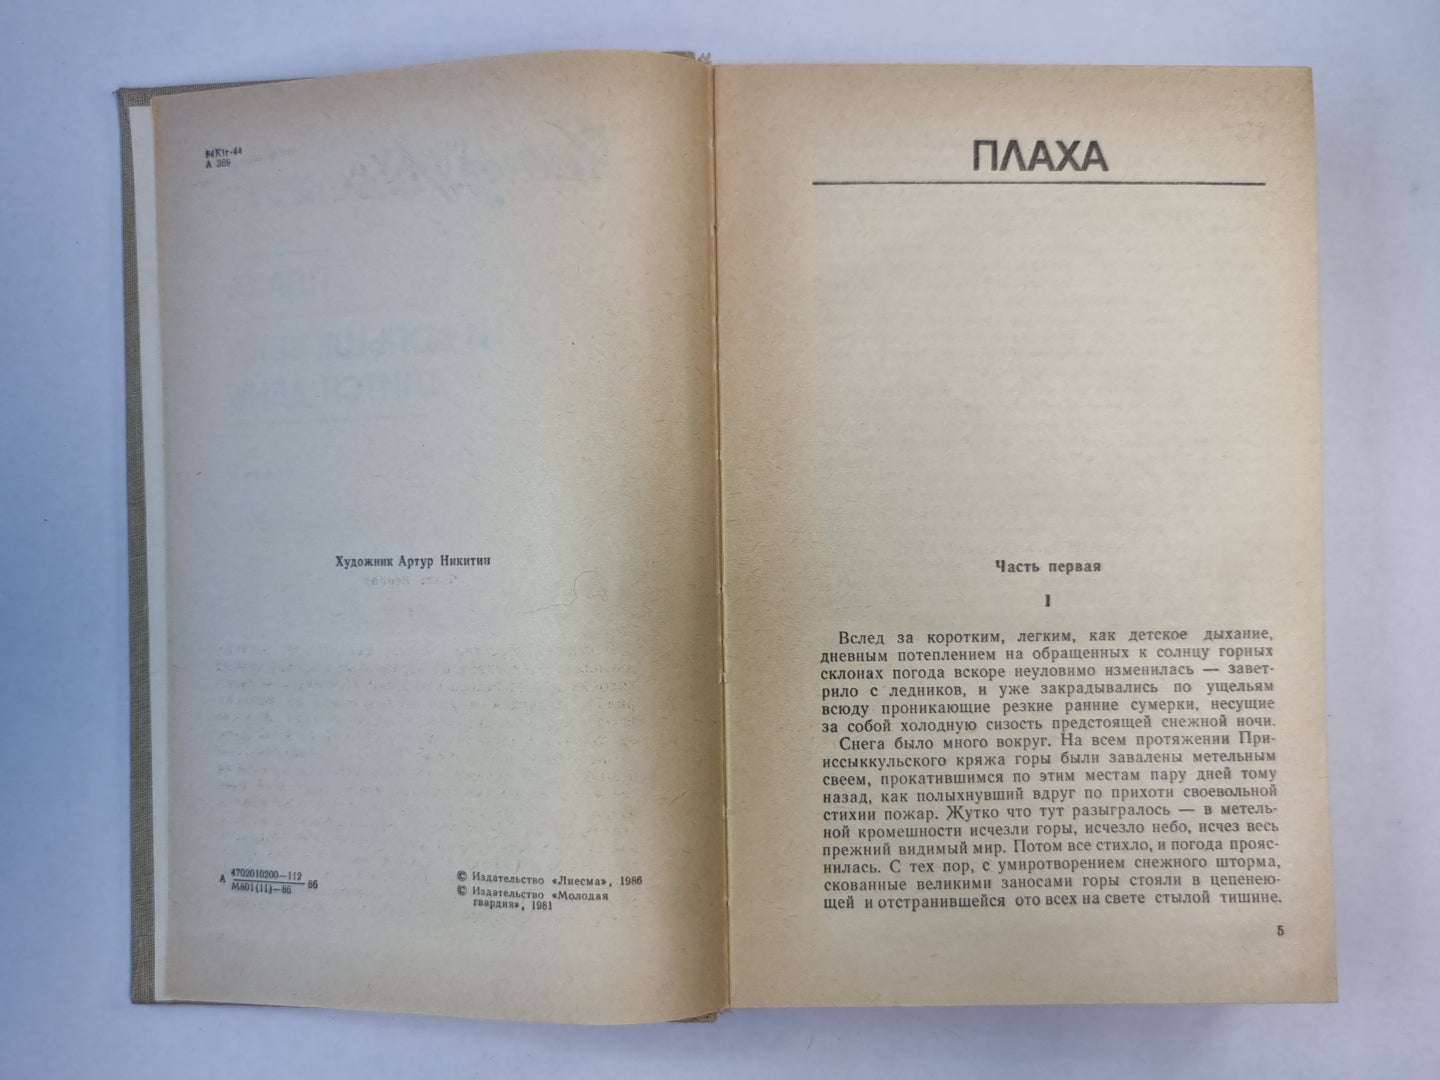 84Kir-44
А 369
Художник Артур Никитин
А 4702010200—112 86
М801(11)—86
© Издательство «Лиесма», 1986
© Издательство «Молодая
гвардия», 1981
ПЛАХА
Часть первая
I
Вслед за коротким, легким, как детское дыхание,
дневным потеплением на обращенных к солнцу горных
склонах погода вскоре неуловимо изменилась — завет-
рило с ледников, и уже закрадывались по ущельям
всюду проникающие резкие ранние сумерки, несущие
за собой холодную сизость предстоящей снежной ночи.
Снега было много вокруг. На всем протяжении При-
иссыккульского кряжа горы были завалены метельным
свеем, прокатившимся по этим местам пару дней тому
назад, как полыхнувший вдруг по прихоти своевольной
стихии пожар. Жутко что тут разыгралось — в метель-
ной кромешности исчезли горы, исчезло небо, исчез весь
прежний видимый мир. Потом все стихло, и погода прояс-
нилась. С тех пор, с умиротворением снежного шторма,
скованные великими заносами горы стояли в цепенею-
щей и отстранившейся ото всех на свете стылой тишине.
5